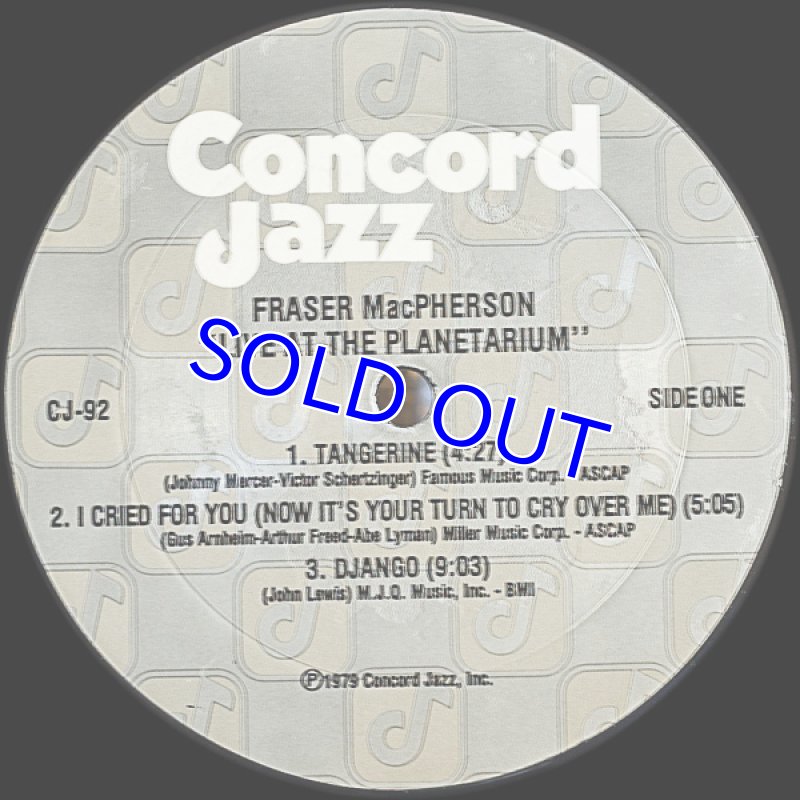 Concord
Jazz
FRASER MacPHERSON
"LIVE AT THE PLANETARIUM"
SOLD OUT
CJ-92
SIDE ONE
1. TANGERINE (4:27)
(Johnny Mercer-Victor Schertzinger) Famous Music Corp. - ASCAP
2. I CRIED FOR YOU (NOW IT'S YOUR TURN TO CRY OVER ME) (5:05)
(Gus Arnheim-Arthur Freed-Abe Lyman) Miller Music Corp. - ASCAP
3. DJANGO (9:03)
(John Lewis) M.J.Q. Music, Inc. - BMI
Ⓟ1979 Concord Jazz, Inc.